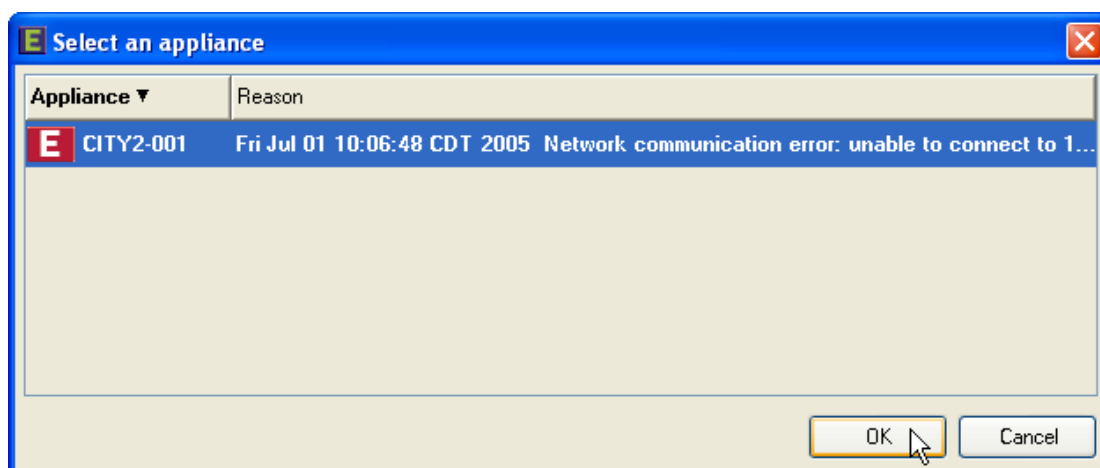 E Select an appliance
Appliance ▼ Reason
E CITY2-001 Fri Jul 01 10:06:48 CDT 2005 Network communication error: unable to connect to 1...
OK Cancel